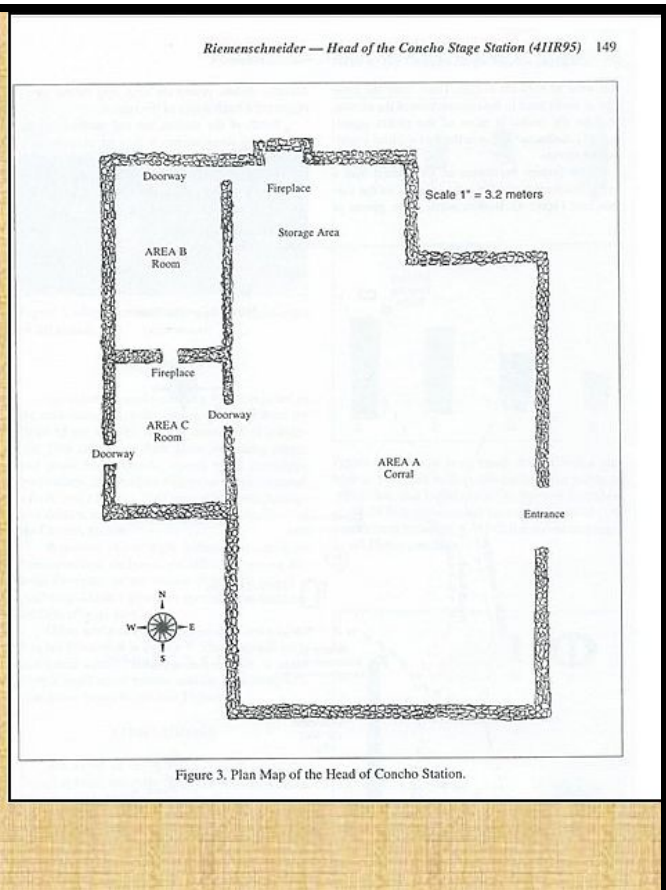 Riemenschneider — Head of the Concho Stage Station (41IR95) 149
Doorway
Fireplace
Scale 1" = 3.2 meters
Storage Area
AREA B
Room
Fireplace
Doorway
AREA C
Room
Doorway
AREA A
Corral
Entrance
N
W
E
S
Figure 3. Plan Map of the Head of Concho Station.